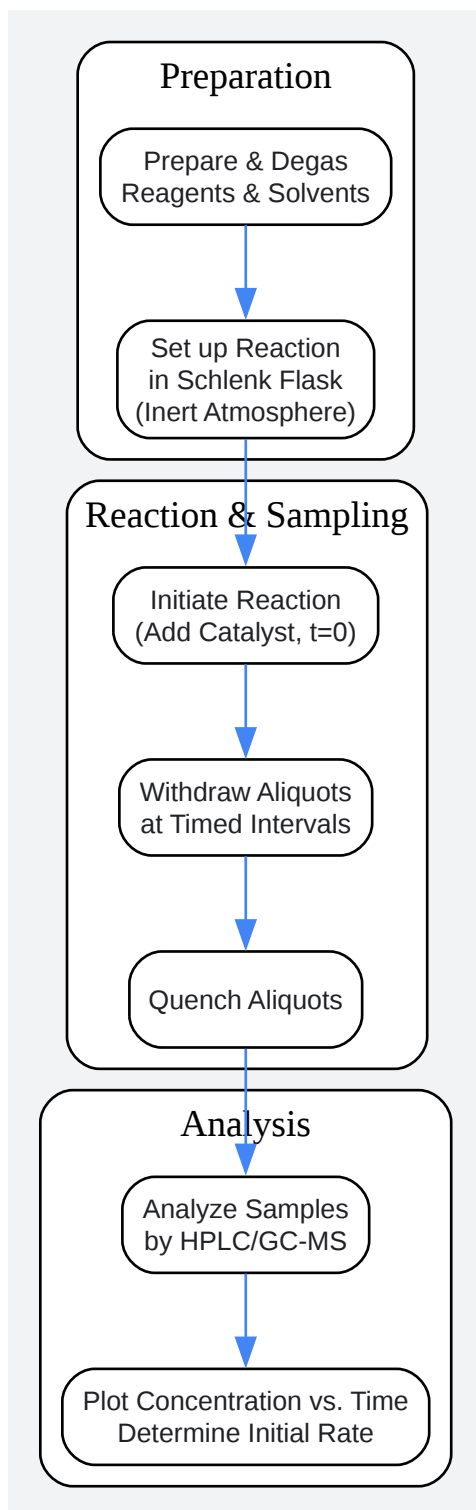 Preparation
Prepare & Degas
Reagents & Solvents
Set up Reaction
in Schlenk Flask
(Inert Atmosphere)
Reaction & Sampling
Initiate Reaction
(Add Catalyst, t=0)
Withdraw Aliquots
at Timed Intervals
Quench Aliquots
Analysis
Analyze Samples
by HPLC/GC-MS
Plot Concentration vs. Time
Determine Initial Rate